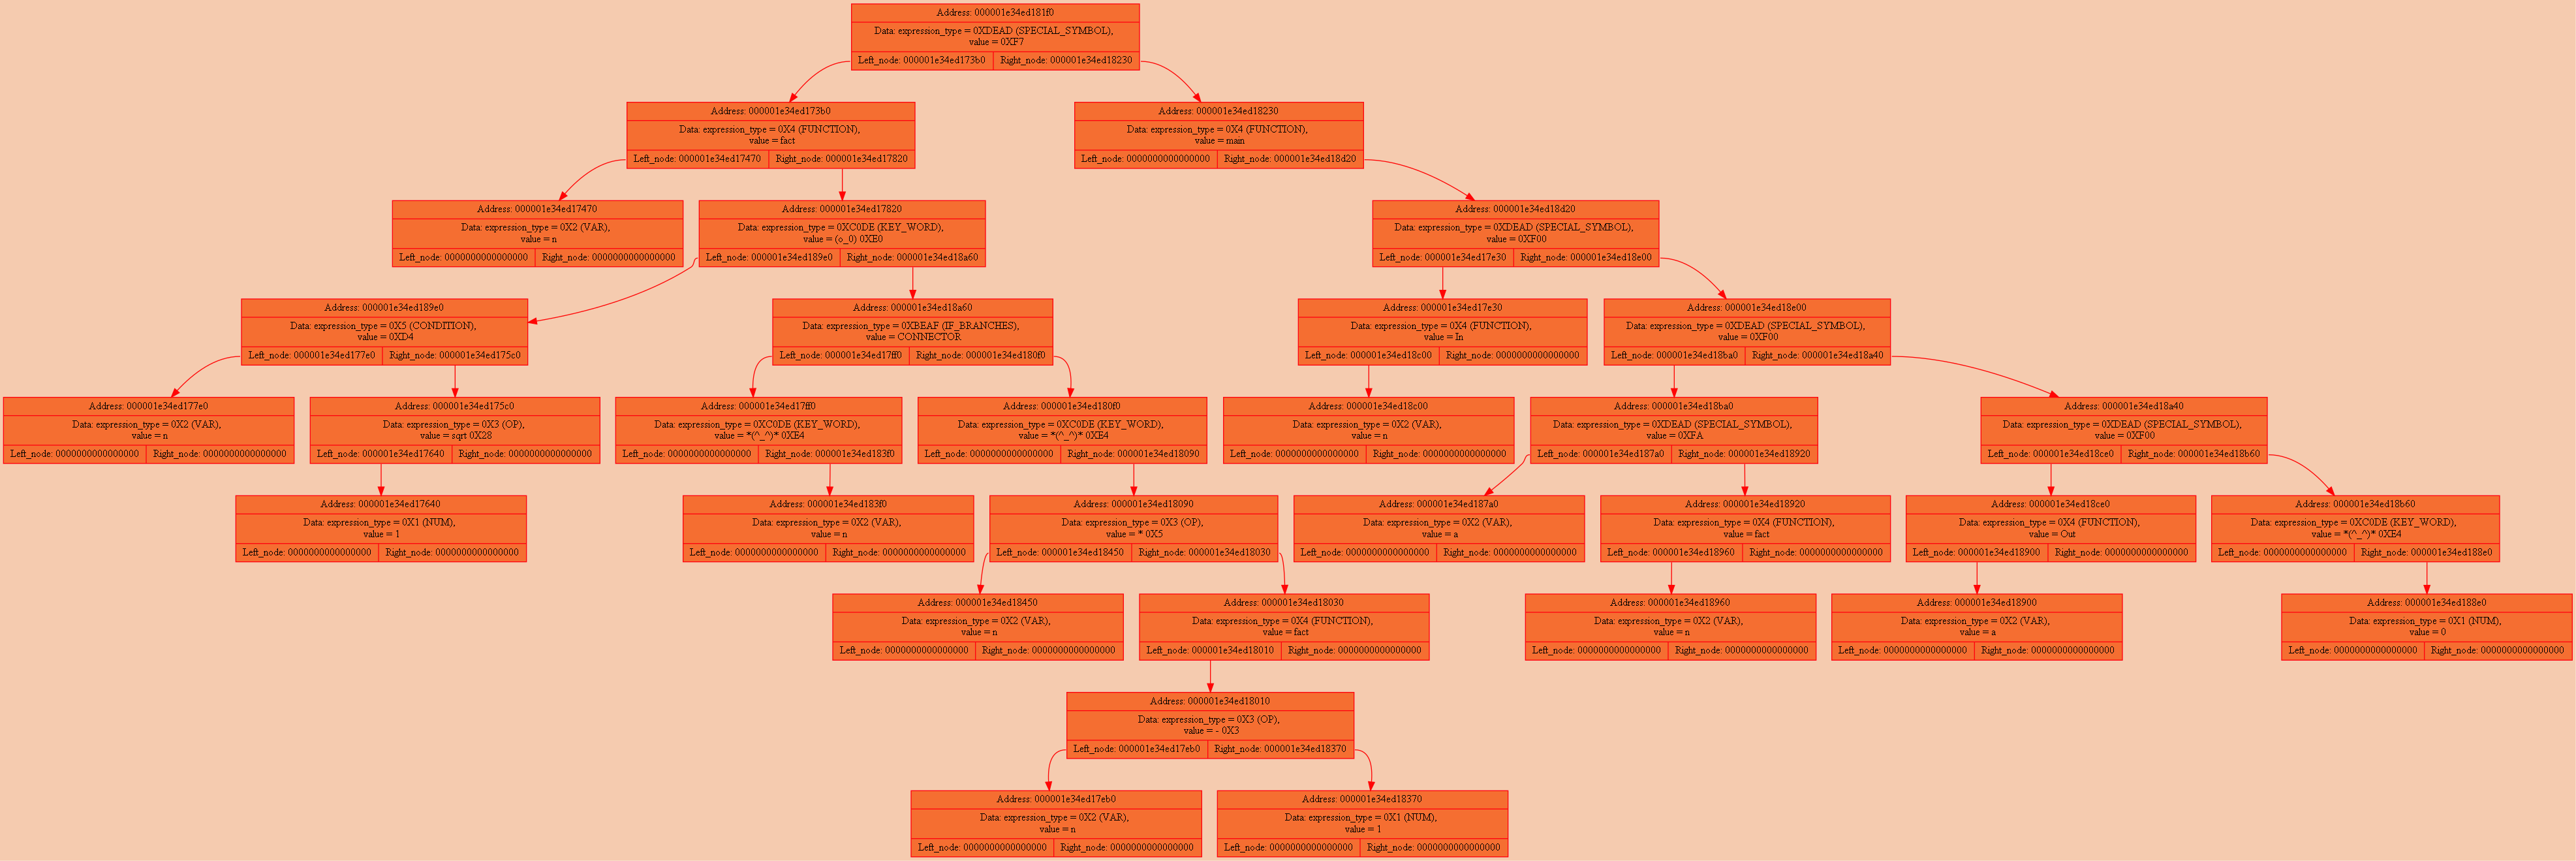 Address: 000001e34ed181f0
Data: expression_type = 0XDEAD (SPECIAL_SYMBOL),
value = 0XF7
Left_node: 000001e34ed173b0 Right_node: 000001e34ed18230
Address: 000001e34ed173b0
Data: expression_type = 0X4 (FUNCTION),
value = fact
Left_node: 000001e34ed17470 Right_node: 000001e34ed17820
Address: 000001e34ed18230
Data: expression_type = 0X4 (FUNCTION),
value = main
Left_node: 0000000000000000 Right_node: 000001e34ed18d20
Address: 000001e34ed17470
Data: expression_type = 0X2 (VAR),
value = n
Left_node: 0000000000000000 Right_node: 0000000000000000
Address: 000001e34ed17820
Data: expression_type = 0XC0DE (KEY_WORD),
value = (o_0) 0XE0
Left_node: 000001e34ed189e0 Right_node: 000001e34ed18a60
Address: 000001e34ed18d20
Data: expression_type = 0XDEAD (SPECIAL_SYMBOL),
value = 0XF00
Left_node: 000001e34ed17e30 Right_node: 000001e34ed18e00
Address: 000001e34ed189e0
Data: expression_type = 0X5 (CONDITION),
value = 0XD4
Left_node: 000001e34ed177e0 Right_node: 000001e34ed175c0
Address: 000001e34ed18a60
Data: expression_type = 0XBEAF (IF_BRANCHES),
value = CONNECTOR
Left_node: 000001e34ed17ff0 Right_node: 000001e34ed180f0
Address: 000001e34ed17e30
Data: expression_type = 0X4 (FUNCTION),
value = In
Left_node: 000001e34ed18c00 Right_node: 0000000000000000
Address: 000001e34ed18e00
Data: expression_type = 0XDEAD (SPECIAL_SYMBOL),
value = 0XF00
Left_node: 000001e34ed18ba0 Right_node: 000001e34ed18a40
Address: 000001e34ed177e0
Data: expression_type = 0X2 (VAR),
value = n
Left_node: 0000000000000000 Right_node: 0000000000000000
Address: 000001e34ed175c0
Data: expression_type = 0X3 (OP),
value = sqrt 0X28
Left_node: 000001e34ed17640 Right_node: 0000000000000000
Address: 000001e34ed17ff0
Data: expression_type = 0XC0DE (KEY_WORD),
value = *(^_^)* 0XE4
Left_node: 0000000000000000 Right_node: 000001e34ed183f0
Address: 000001e34ed180f0
Data: expression_type = 0XC0DE (KEY_WORD),
value = *(^_^)* 0XE4
Left_node: 0000000000000000 Right_node: 000001e34ed18090
Address: 000001e34ed18c00
Data: expression_type = 0X2 (VAR),
value = n
Left_node: 0000000000000000 Right_node: 0000000000000000
Address: 000001e34ed18ba0
Data: expression_type = 0XDEAD (SPECIAL_SYMBOL),
value = 0XFA
Left_node: 000001e34ed187a0 Right_node: 000001e34ed18920
Address: 000001e34ed18a40
Data: expression_type = 0XDEAD (SPECIAL_SYMBOL),
value = 0XF00
Left_node: 000001e34ed18ce0 Right_node: 000001e34ed18b60
Address: 000001e34ed17640
Data: expression_type = 0X1 (NUM),
value = 1
Left_node: 0000000000000000 Right_node: 0000000000000000
Address: 000001e34ed183f0
Data: expression_type = 0X2 (VAR),
value = n
Left_node: 0000000000000000 Right_node: 0000000000000000
Address: 000001e34ed18090
Data: expression_type = 0X3 (OP),
value = * 0X5
Left_node: 000001e34ed18450 Right_node: 000001e34ed18030
Address: 000001e34ed187a0
Data: expression_type = 0X2 (VAR),
value = a
Left_node: 0000000000000000 Right_node: 0000000000000000
Address: 000001e34ed18920
Data: expression_type = 0X4 (FUNCTION),
value = fact
Left_node: 000001e34ed18960 Right_node: 0000000000000000
Address: 000001e34ed18ce0
Data: expression_type = 0X4 (FUNCTION),
value = Out
Left_node: 000001e34ed18900 Right_node: 0000000000000000
Address: 000001e34ed18b60
Data: expression_type = 0XC0DE (KEY_WORD),
value = *(^_^)* 0XE4
Left_node: 0000000000000000 Right_node: 000001e34ed188e0
Address: 000001e34ed18450
Data: expression_type = 0X2 (VAR),
value = n
Left_node: 0000000000000000 Right_node: 0000000000000000
Address: 000001e34ed18030
Data: expression_type = 0X4 (FUNCTION),
value = fact
Left_node: 000001e34ed18010 Right_node: 0000000000000000
Address: 000001e34ed18960
Data: expression_type = 0X2 (VAR),
value = n
Left_node: 0000000000000000 Right_node: 0000000000000000
Address: 000001e34ed18900
Data: expression_type = 0X2 (VAR),
value = a
Left_node: 0000000000000000 Right_node: 0000000000000000
Address: 000001e34ed188e0
Data: expression_type = 0X1 (NUM),
value = 0
Left_node: 0000000000000000 Right_node: 0000000000000000
Address: 000001e34ed18010
Data: expression_type = 0X3 (OP),
value = - 0X3
Left_node: 000001e34ed17eb0 Right_node: 000001e34ed18370
Address: 000001e34ed17eb0
Data: expression_type = 0X2 (VAR),
value = n
Left_node: 0000000000000000 Right_node: 0000000000000000
Address: 000001e34ed18370
Data: expression_type = 0X1 (NUM),
value = 1
Left_node: 0000000000000000 Right_node: 0000000000000000